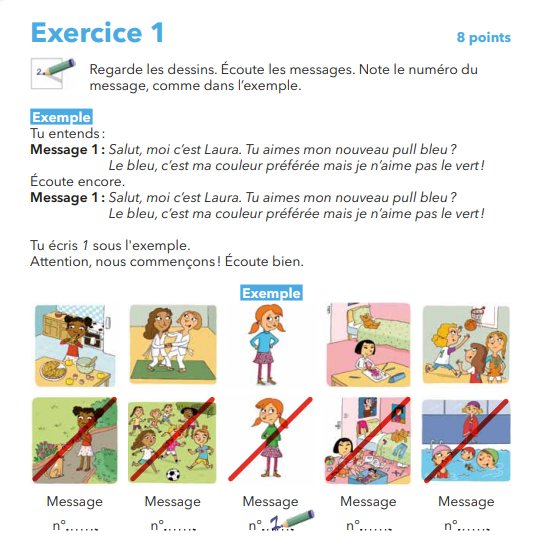 Exercice 1
8 points
2
Regarde les dessins. Écoute les messages. Note le numéro du
message, comme dans l'exemple.
Exemple
Tu entends :
Message 1 : Salut, moi c'est Laura. Tu aimes mon nouveau pull bleu ?
Le bleu, c'est ma couleur préférée mais je n'aime pas le vert !
Écoute encore.
Message 1 : Salut, moi c'est Laura. Tu aimes mon nouveau pull bleu ?
Le bleu, c'est ma couleur préférée mais je n'aime pas le vert !
Tu écris 1 sous l'exemple.
Attention, nous commençons ! Écoute bien.
Exemple
Message Message Message Message Message
n°....... n°....... n°..1.. n°....... n°.......